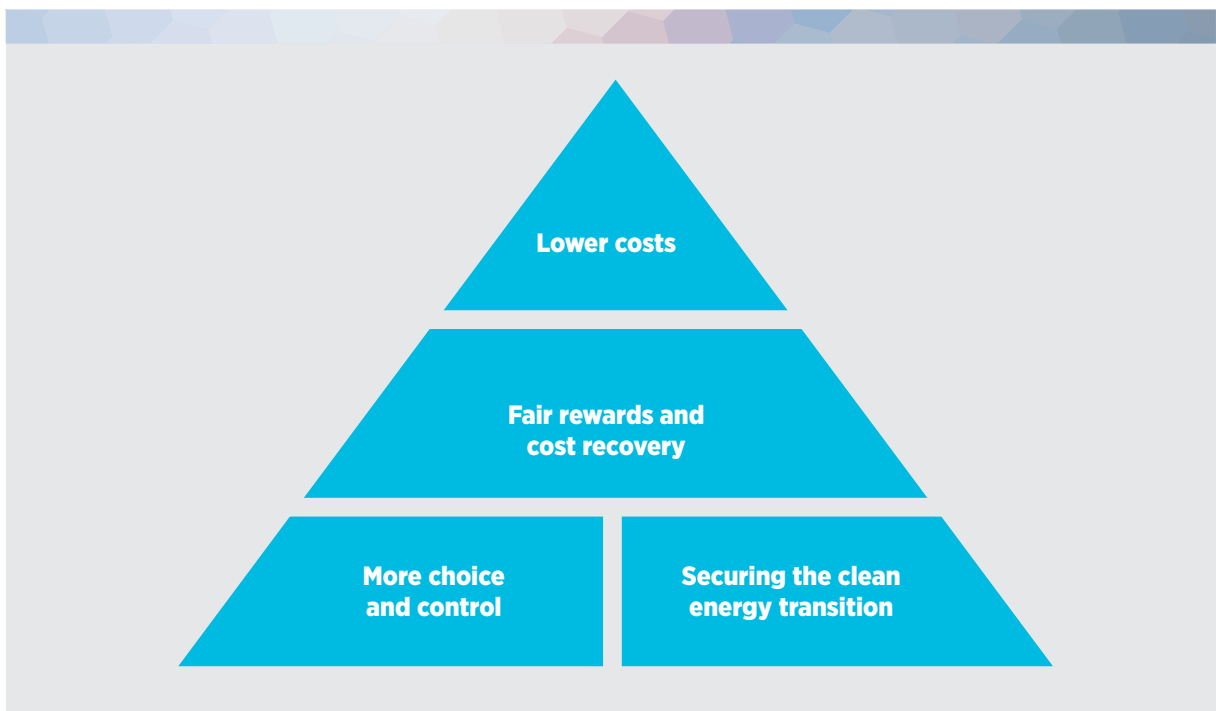 Lower costs
Fair rewards and
cost recovery
More choice
and control
Securing the clean
energy transition